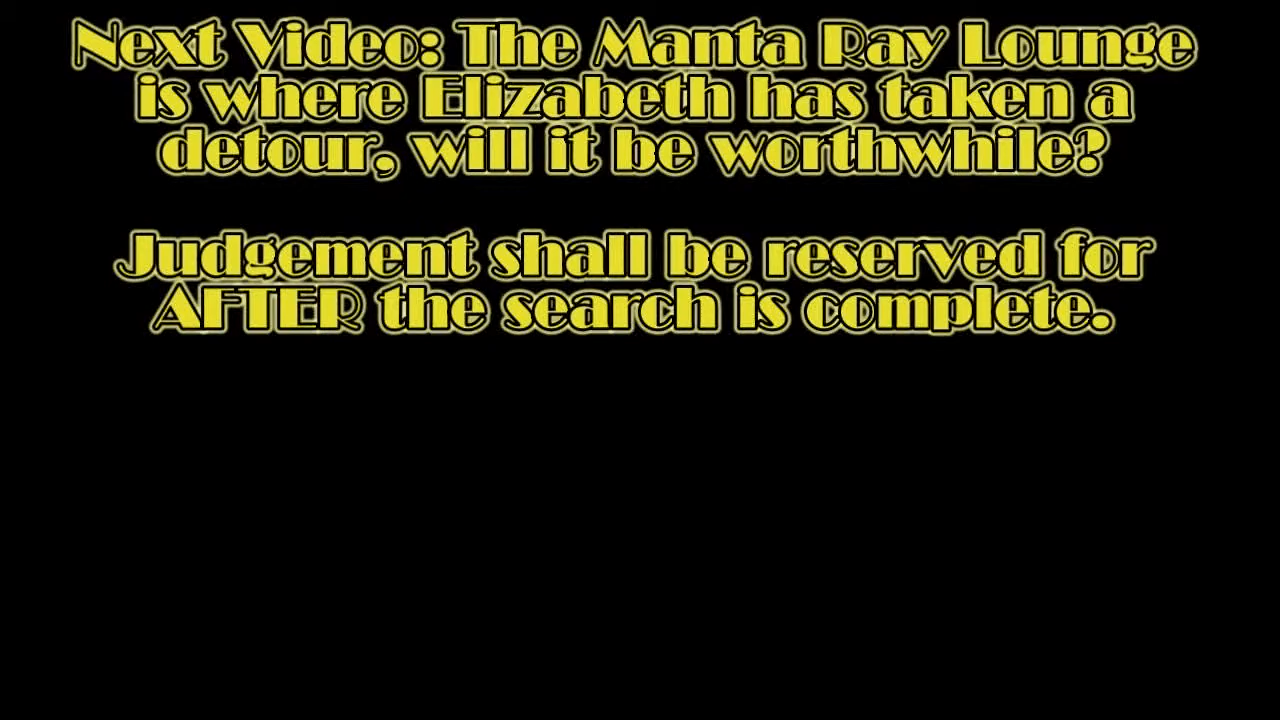 Next Video: The Manta Ray Lounge
is where Elizabeth has taken a
detour, will it be worthwhile?
Judgement shall be reserved for
AFTER the search is complete.